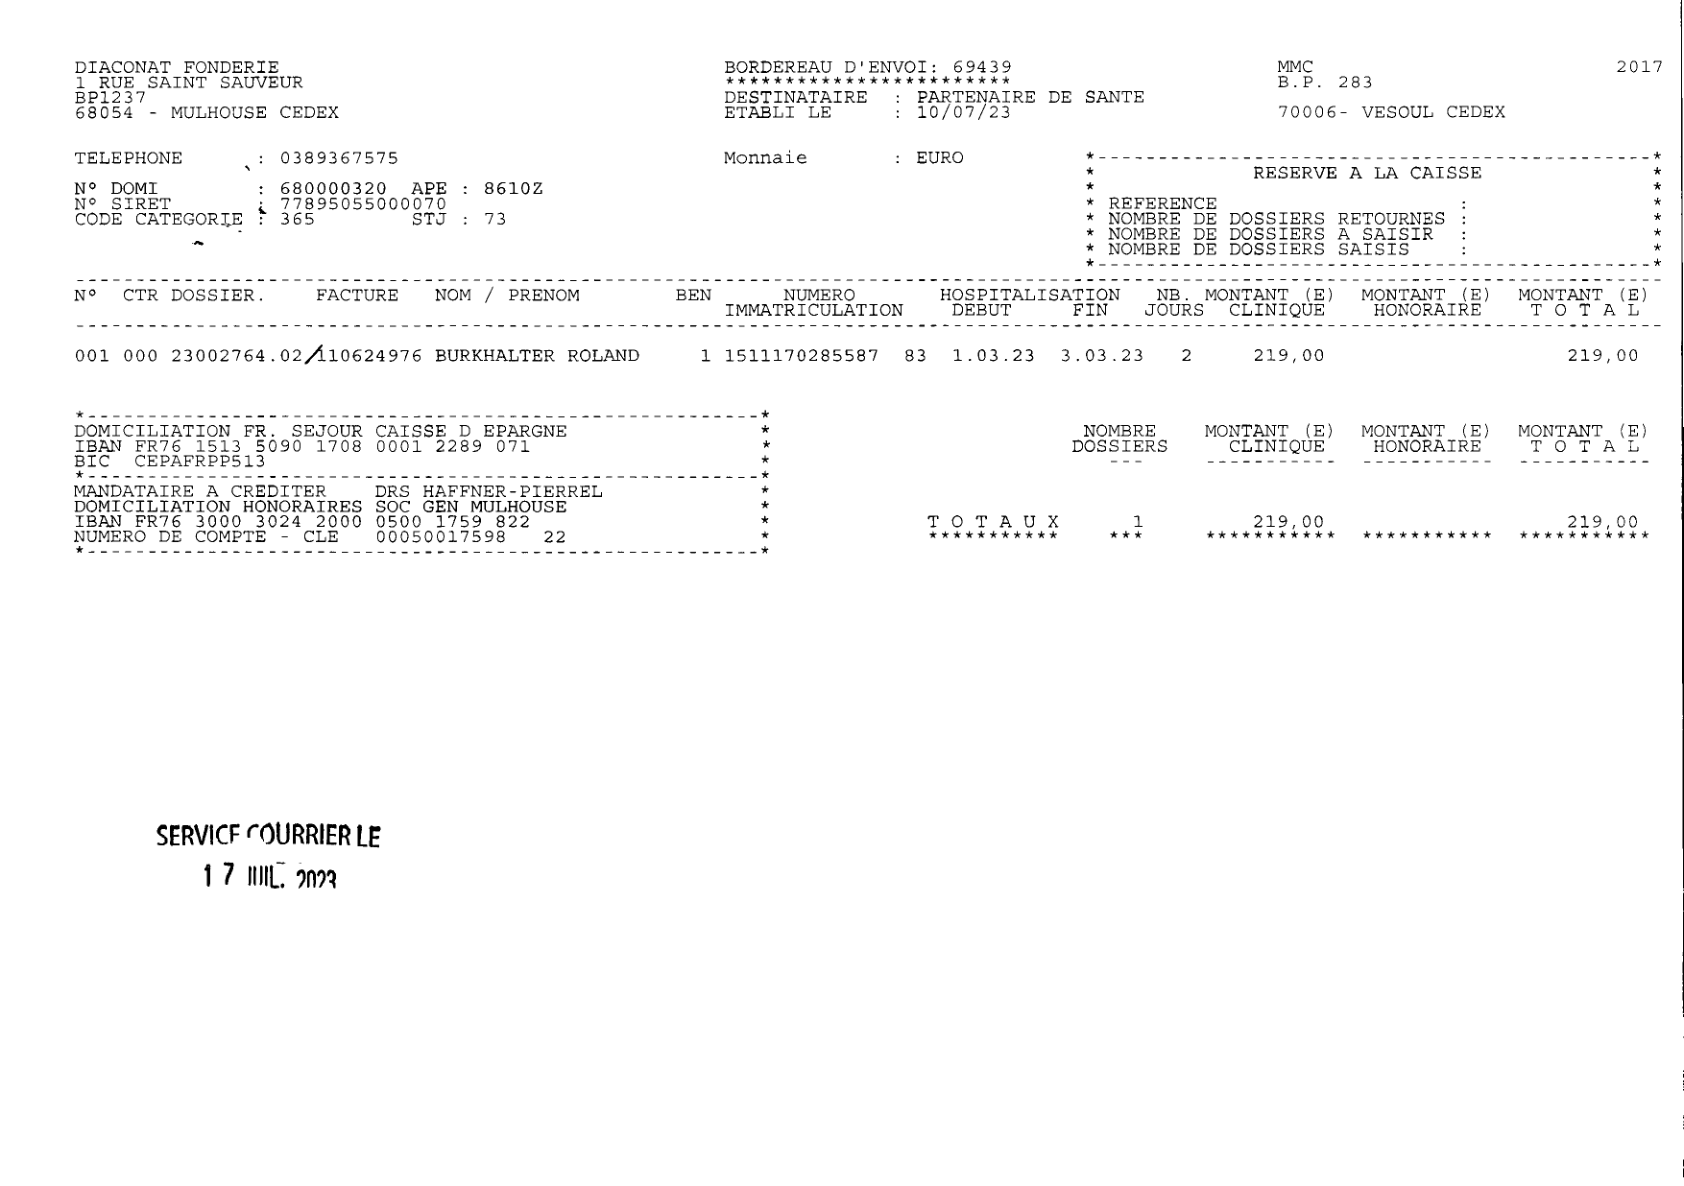 DIACONAT FONDERIE BORDEREAU D'ENVOI: 69439 MMC 2017
1 RUE SAINT SAUVEUR ************************ B.P. 283
BP1237 DESTINATAIRE : PARTENAIRE DE SANTE
68054 - MULHOUSE CEDEX ETABLI LE : 10/07/23 70006- VESOUL CEDEX
TELEPHONE : 0389367575 Monnaie : EURO
RESERVE A LA CAISSE
N° DOMI : 680000320 APE : 8610Z
N° SIRET : 77895055000070 * REFERENCE : *
CODE CATEGORIE : 365 STJ : 73 * NOMBRE DE DOSSIERS RETOURNES : *
* NOMBRE DE DOSSIERS A SAISIR : *
* NOMBRE DE DOSSIERS SAISIS : *
N° CTR DOSSIER. FACTURE NOM / PRENOM BEN NUMERO HOSPITALISATION NB. MONTANT (E) MONTANT (E) MONTANT (E)
IMMATRICULATION DEBUT FIN JOURS CLINIQUE HONORAIRE T O T A L
001 000 23002764.02/110624976 BURKHALTER ROLAND 1 1511170285587 83 1.03.23 3.03.23 2 219,00 219,00
DOMICILIATION FR. SEJOUR CAISSE D EPARGNE * NOMBRE MONTANT (E) MONTANT (E) MONTANT (E)
IBAN FR76 1513 5090 1708 0001 2289 071 * DOSSIERS CLINIQUE HONORAIRE T O T A L
BIC CEPAFRPP513 *
MANDATAIRE A CREDITER DRS HAFFNER-PIERREL *
DOMICILIATION HONORAIRES SOC GEN MULHOUSE *
IBAN FR76 3000 3024 2000 0500 1759 822 * T O T A U X 1 219,00 219,00
NUMERO DE COMPTE - CLE 00050017598 22 * *********** *** *********** *********** ***********
SERVICE COURRIER LE
17 JUIL. 2023